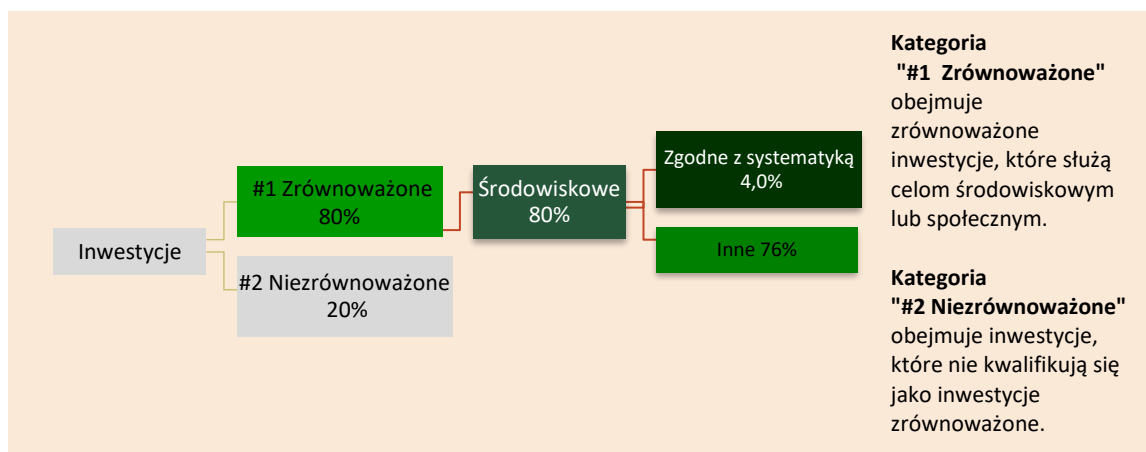 Inwestycje
#1 Zrównoważone
80%
#2 Niezrównoważone
20%
Środowiskowe
80%
Zgodne z systematyką
4,0%
Inne 76%
Kategoria
"#1 Zrównoważone"
obejmuje
zrównoważone
inwestycje, które służą
celom środowiskowym
lub społecznym.
Kategoria
"#2 Niezrównoważone"
obejmuje inwestycje,
które nie kwalifikują się
jako inwestycje
zrównoważone.